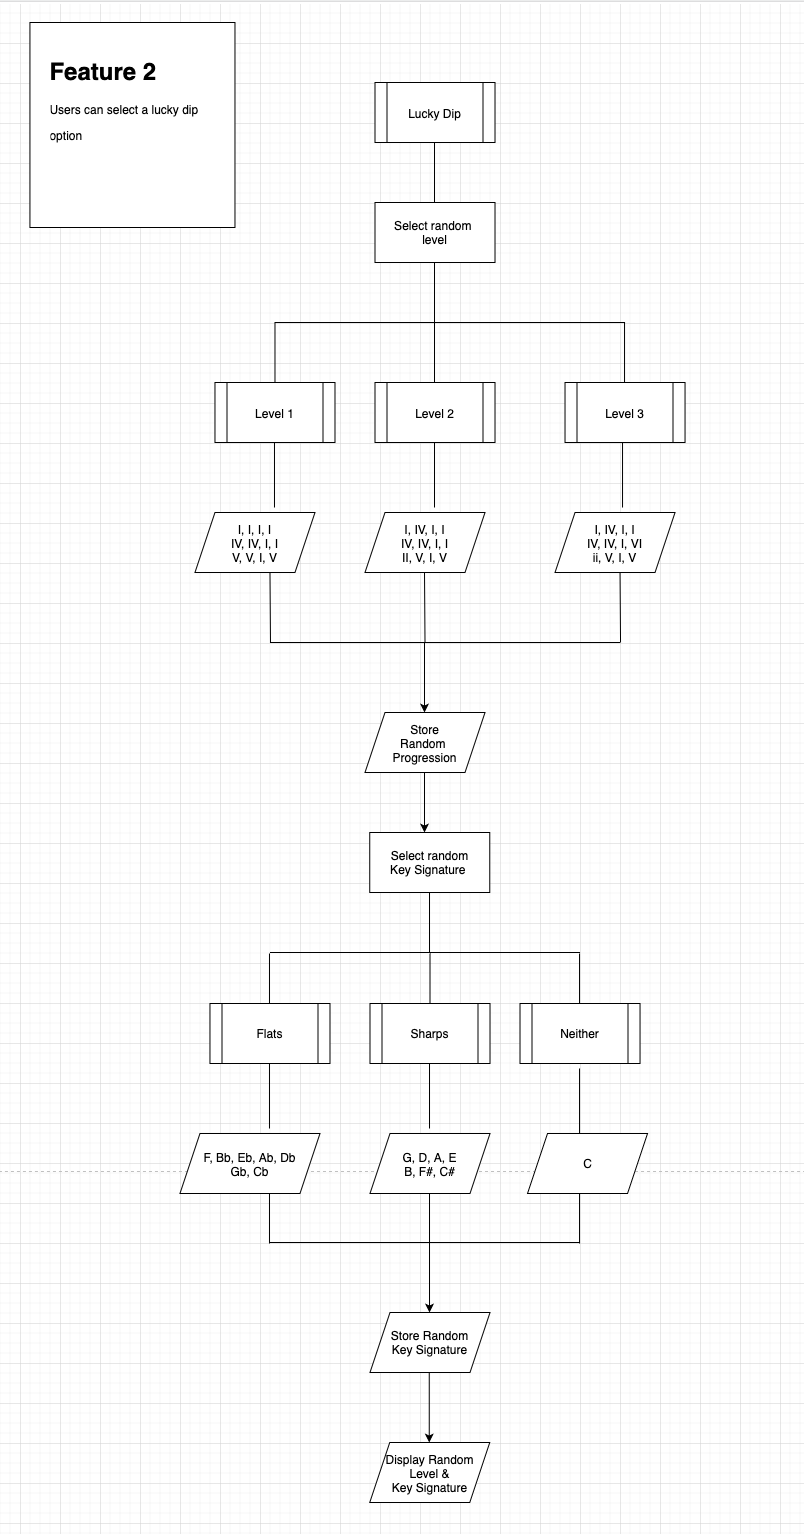 Feature 2
Users can select a lucky dip
option
Lucky Dip
Select random
level
Level 1
Level 2
Level 3
I, I, I, I
IV, IV, I, I
V, V, I, V
I, IV, I, I
IV, IV, I, I
II, V, I, V
I, IV, I, I
IV, IV, I, VI
ii, V, I, V
Store
Random
Progression
Select random
Key Signature
Flats
Sharps
Neither
F, Bb, Eb, Ab, Db
Gb, Cb
G, D, A, E
B, F#, C#
C
Store Random
Key Signature
Display Random
Level &
Key Signature